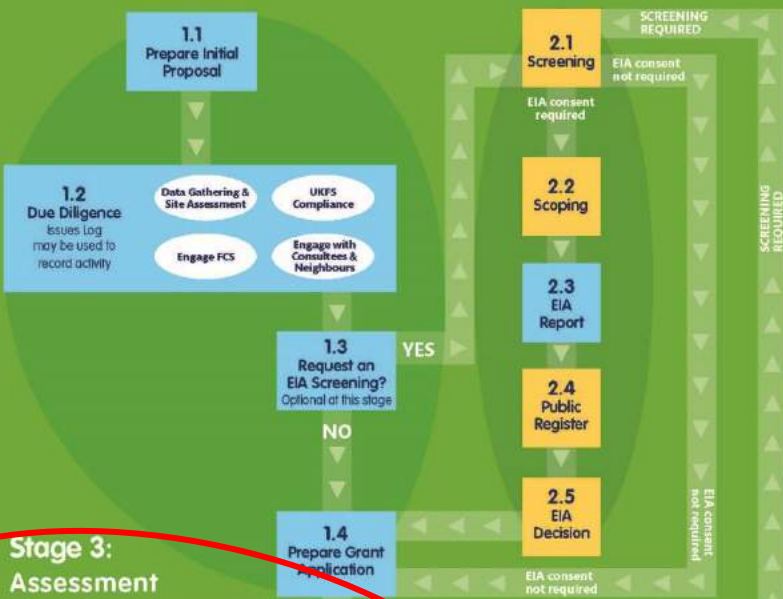 1.1
Prepare Initial
Proposal
1.2
Due Diligence
Issues Log
may be used to
record activity
Data Gathering &
Site Assessment
UKFS
Compliance
Engage FCS
Engage with
Consultees &
Neighbours
1.3
Request an
EIA Screening?
Optional at this stage
YES
NO
1.4
Prepare Grant
Application
Stage 3:
Assessment
2.1
Screening
SCREENING
REQUIRED
EIA consent
not required
EIA consent
required
2.2
Scoping
2.3
EIA
Report
2.4
Public
Register
2.5
EIA
Decision
EIA consent
not required
EIA consent
not required
SCREENING
REQUIRED